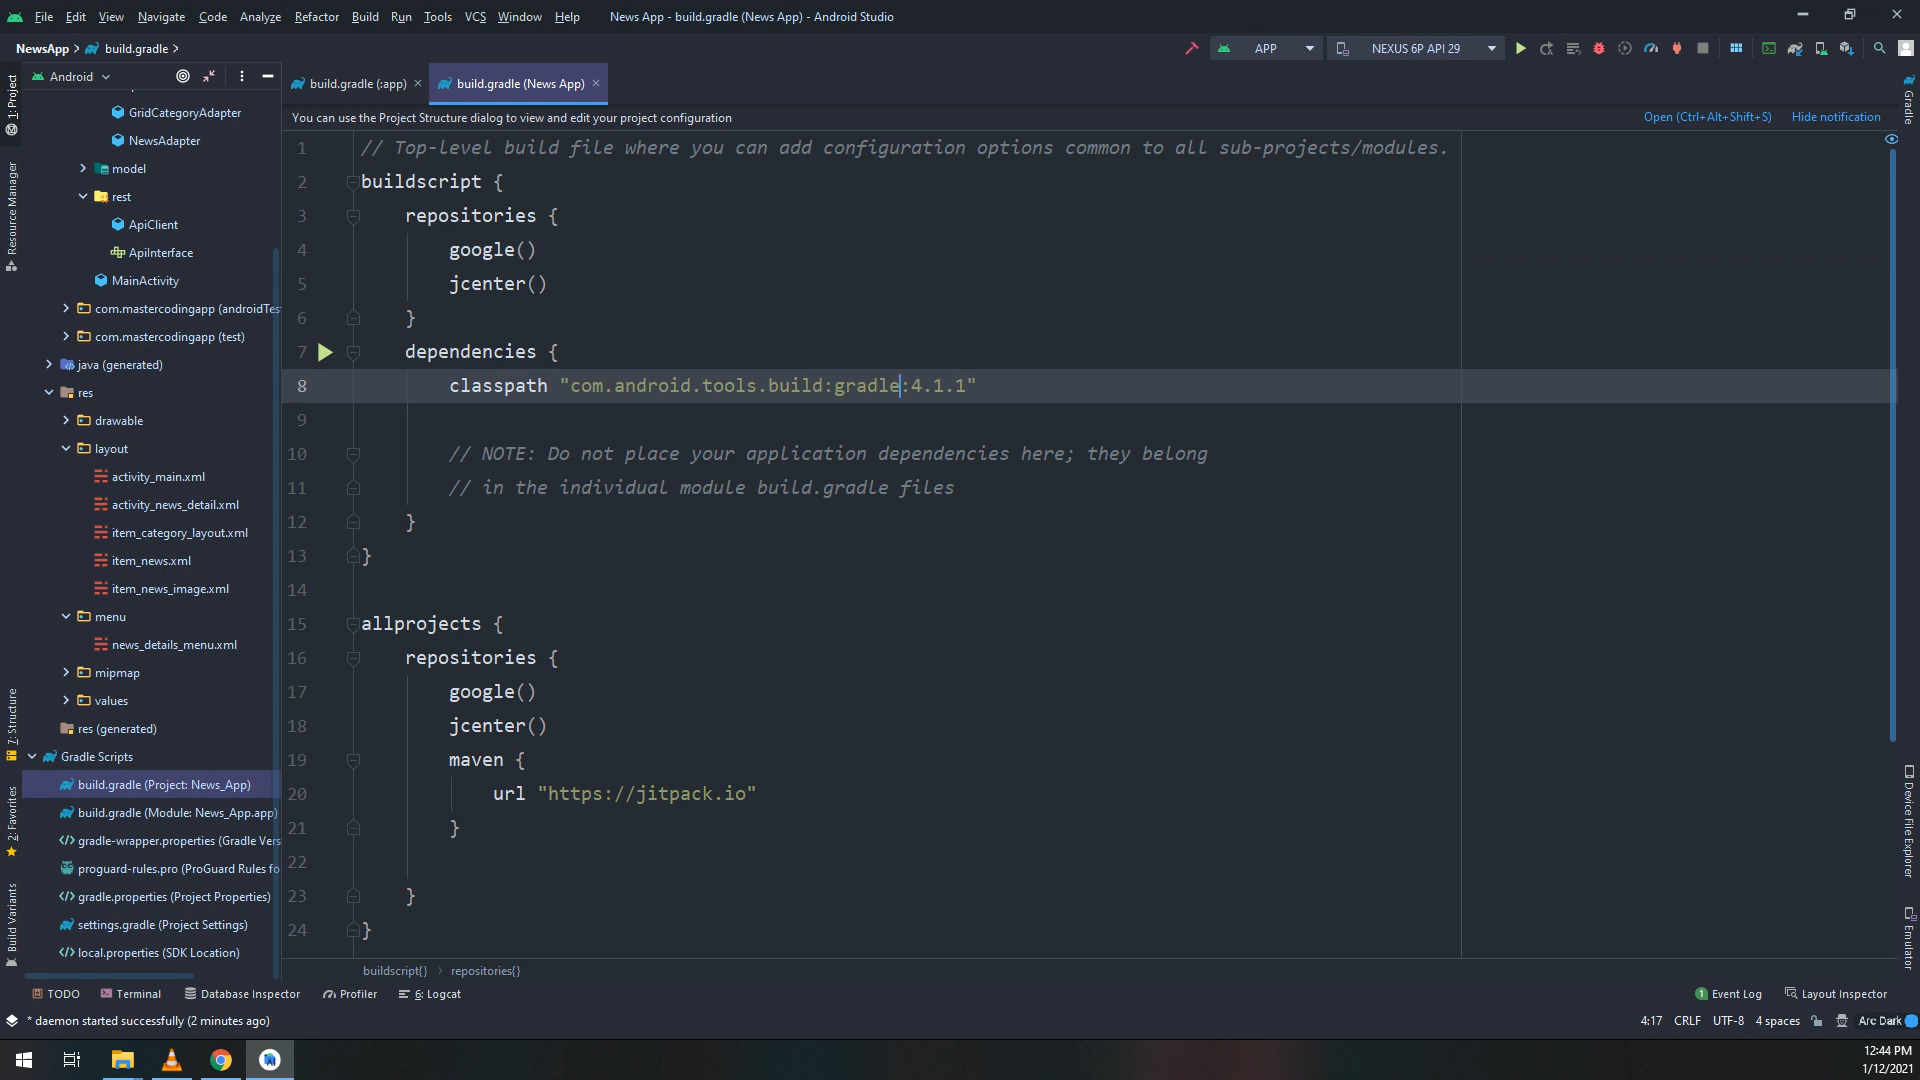 File Edit View Navigate Code Analyze Refactor Build Run Tools VCS Window Help News App - build.gradle (News App) - Android Studio
NewsApp build.gradle APP NEXUS 6P API 29
Android
build.gradle (:app) build.gradle (News App)
You can use the Project Structure dialog to view and edit your project configuration Open (Ctrl+Alt+Shift+S) Hide notification
1: Project
Resource Manager
7: Structure
2: Favorites
Build Variants
GridCategoryAdapter
NewsAdapter
model
rest
ApiClient
ApiInterface
MainActivity
com.mastercodingapp (androidTes
com.mastercodingapp (test)
java (generated)
res
drawable
layout
activity_main.xml
activity_news_detail.xml
item_category_layout.xml
item_news.xml
item_news_image.xml
menu
news_details_menu.xml
mipmap
values
res (generated)
Gradle Scripts
build.gradle (Project: News_App)
build.gradle (Module: News_App.app)
gradle-wrapper.properties (Gradle Vers
proguard-rules.pro (ProGuard Rules fo
gradle.properties (Project Properties)
settings.gradle (Project Settings)
local.properties (SDK Location)
1 // Top-level build file where you can add configuration options common to all sub-projects/modules.
2 buildscript {
3 repositories {
4 google()
5 jcenter()
6 }
7 dependencies {
8 classpath "com.android.tools.build:gradle:4.1.1"
9
10 // NOTE: Do not place your application dependencies here; they belong
11 // in the individual module build.gradle files
12 }
13 }
14
15 allprojects {
16 repositories {
17 google()
18 jcenter()
19 maven {
20 url "https://jitpack.io"
21 }
22
23 }
24 }
Gradle
Device File Explorer
Emulator
buildscript{} repositories{}
TODO Terminal Database Inspector Profiler 6: Logcat 1 Event Log Layout Inspector
* daemon started successfully (2 minutes ago) 4:17 CRLF UTF-8 4 spaces Arc Dark
12:44 PM
1/12/2021